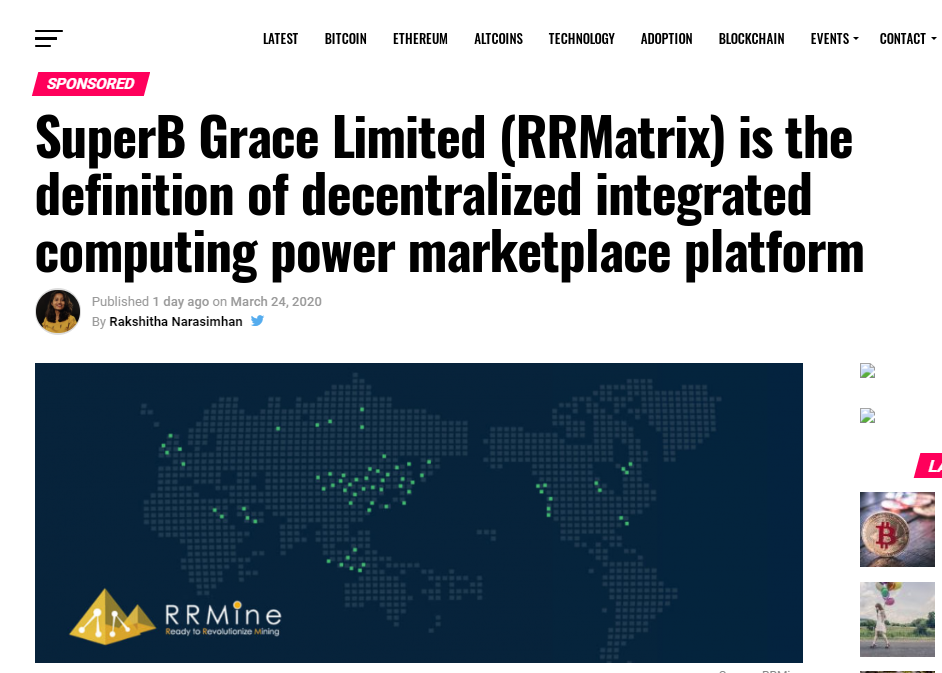 LATEST BITCOIN ETHEREUM ALTCOINS TECHNOLOGY ADOPTION BLOCKCHAIN EVENTS CONTACT
SPONSORED
SuperB Grace Limited (RRMatrix) is the
definition of decentralized integrated
computing power marketplace platform
Published 1 day ago on March 24, 2020
By Rakshitha Narasimhan
RRMine
Ready to Revolutionize Mining